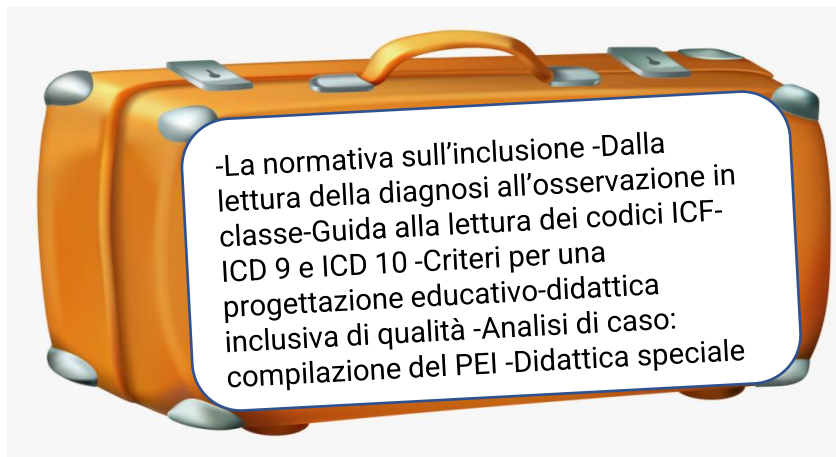 -La normativa sull’inclusione -Dalla
lettura della diagnosi all’osservazione in
classe-Guida alla lettura dei codici ICF-
ICD 9 e ICD 10 -Criteri per una
progettazione educativo-didattica
inclusiva di qualità -Analisi di caso:
compilazione del PEI -Didattica speciale